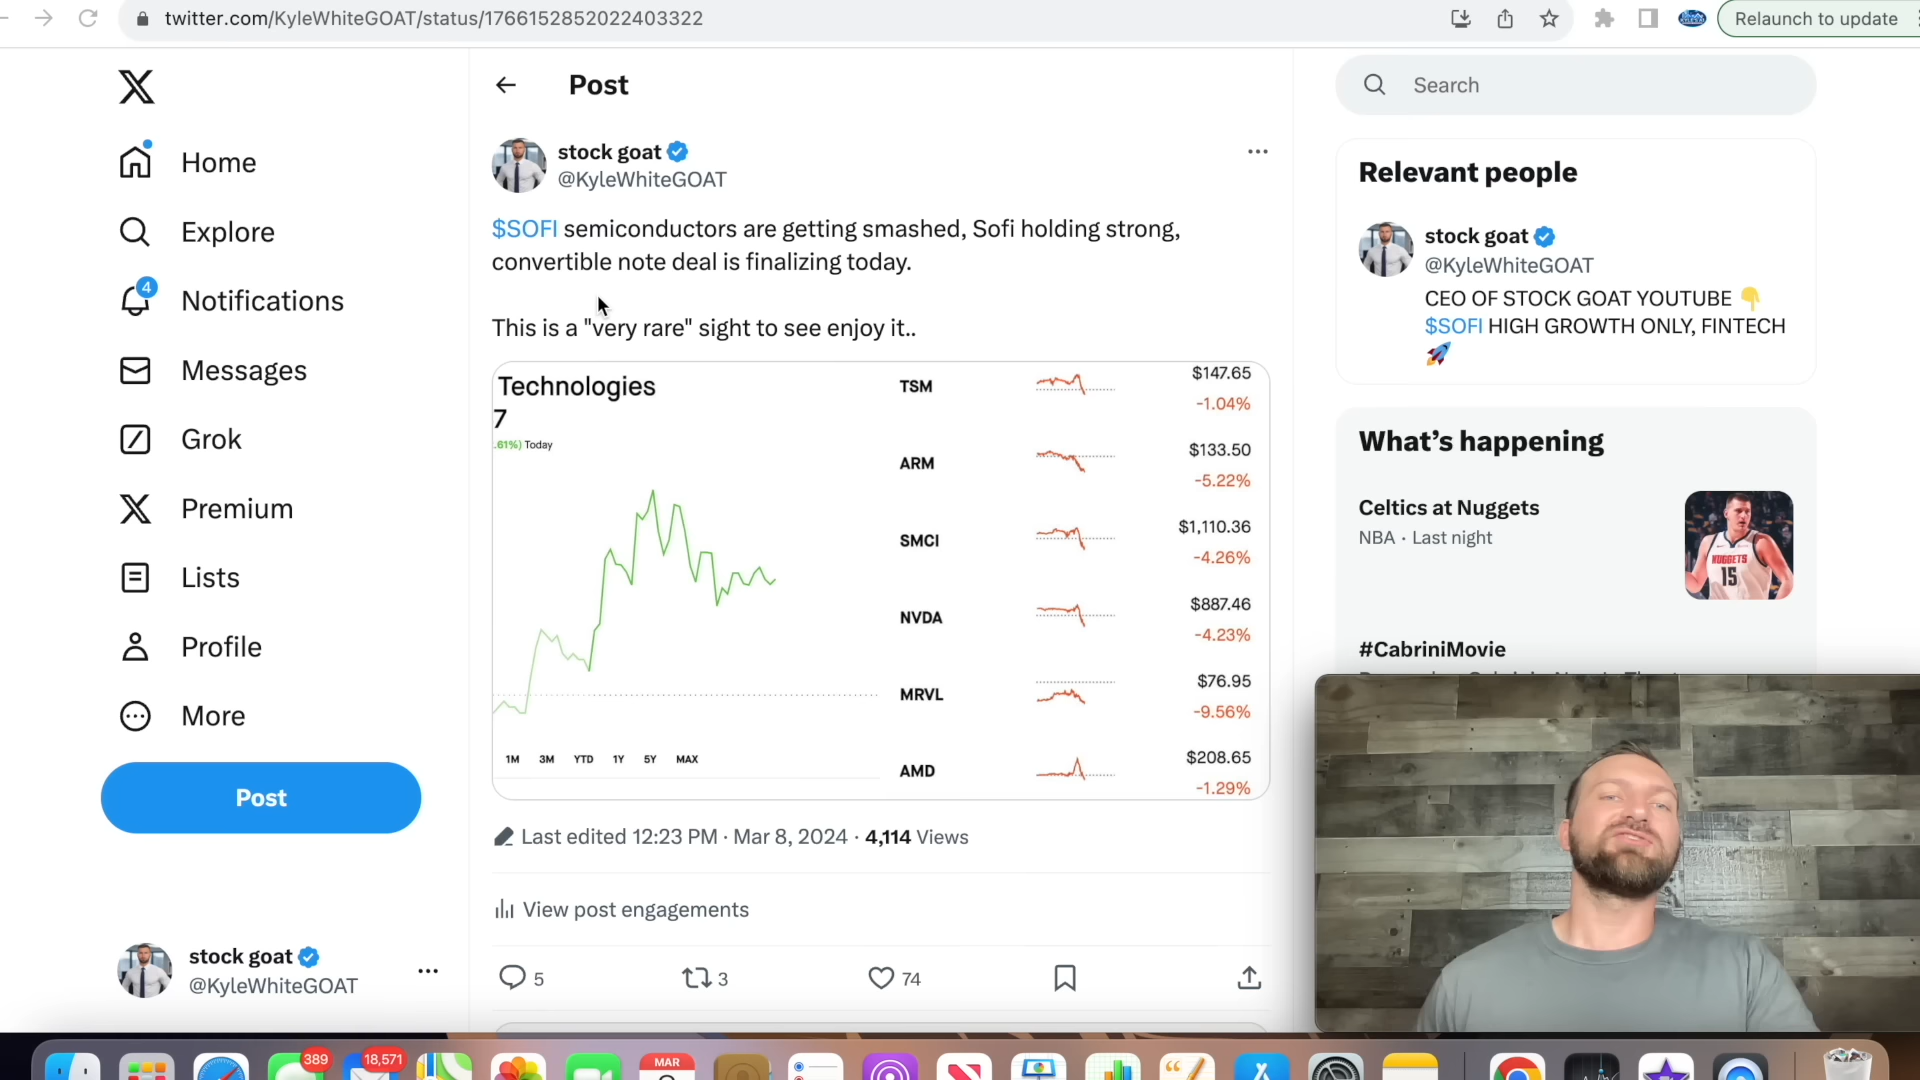 twitter.com/KyleWhiteGOAT/status/1766152852022403322
Relaunch to update
Home
Explore
4
Notifications
Messages
Grok
Premium
Lists
Profile
More
Post
stock goat
@KyleWhiteGOAT
Post
stock goat
@KyleWhiteGOAT
$SOFI semiconductors are getting smashed, Sofi holding strong,
convertible note deal is finalizing today.
This is a "very rare" sight to see enjoy it..
Technologies
7
.61%) Today
1M 3M YTD 1Y 5Y MAX
TSM $147.65
-1.04%
ARM $133.50
-5.22%
SMCI $1,110.36
-4.26%
NVDA $887.46
-4.23%
MRVL $76.95
-9.56%
AMD $208.65
-1.29%
Last edited 12:23 PM · Mar 8, 2024 · 4,114 Views
View post engagements
5 3 74
Search
Relevant people
stock goat
@KyleWhiteGOAT
CEO OF STOCK GOAT YOUTUBE 👇
$SOFI HIGH GROWTH ONLY, FINTECH
🚀
What's happening
Celtics at Nuggets
NBA · Last night
NUGGETS
15
#CabriniMovie
389
18,571
MAR